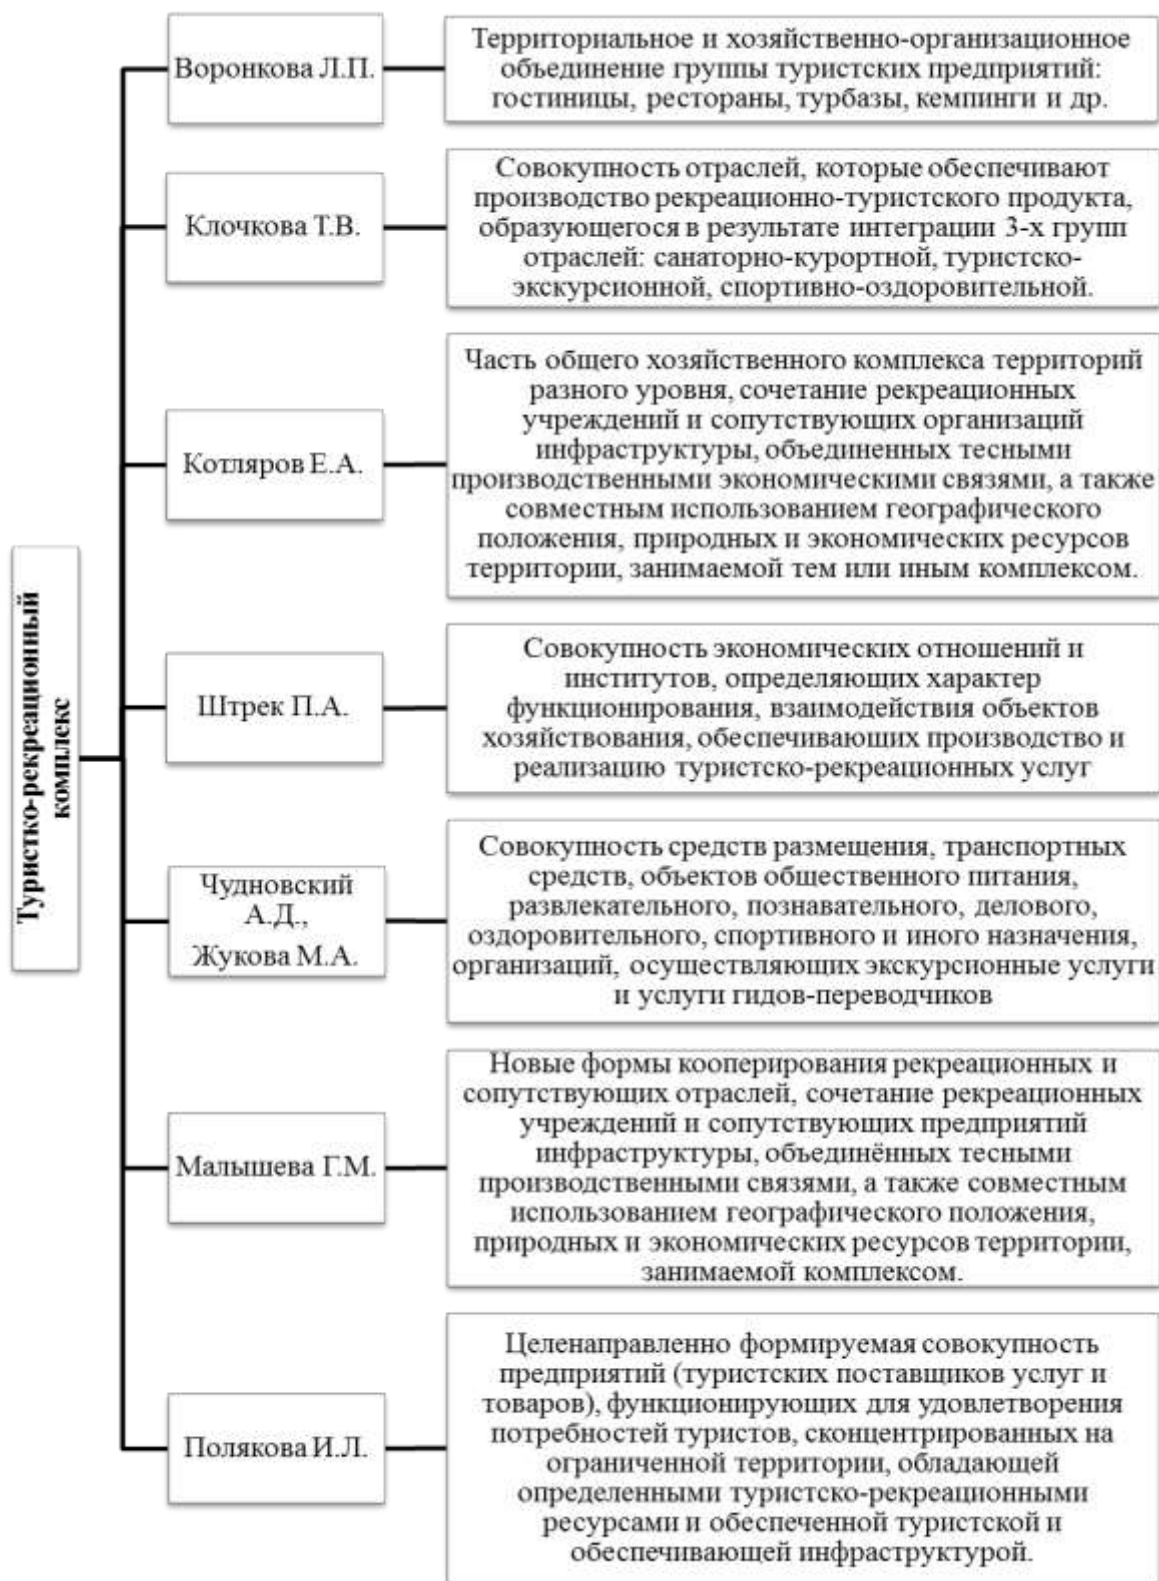 Туристко-рекреационный
комплекс
Воронкова Л.П.
Территориальное и хозяйственно-организационное
объединение группы туристских предприятий:
гостиницы, рестораны, турбазы, кемпинги и др.
Клочкова Т.В.
Совокупность отраслей, которые обеспечивают
производство рекреационно-туристского продукта,
образующегося в результате интеграции 3-х групп
отраслей: санаторно-курортной, туристско-
экскурсионной, спортивно-оздоровительной.
Котляров Е.А.
Часть общего хозяйственного комплекса территорий
разного уровня, сочетание рекреационных
учреждений и сопутствующих организаций
инфраструктуры, объединенных тесными
производственными экономическими связями, а также
совместным использованием географического
положения, природных и экономических ресурсов
территории, занимаемой тем или иным комплексом.
Штрек П.А.
Совокупность экономических отношений и
институтов, определяющих характер
функционирования, взаимодействия объектов
хозяйствования, обеспечивающих производство и
реализацию туристско-рекреационных услуг
Чудновский
А.Д.,
Жукова М.А.
Совокупность средств размещения, транспортных
средств, объектов общественного питания,
развлекательного, познавательного, делового,
оздоровительного, спортивного и иного назначения,
организаций, осуществляющих экскурсионные услуги
и услуги гидов-переводчиков
Малышева Г.М.
Новые формы кооперирования рекреационных и
сопутствующих отраслей, сочетание рекреационных
учреждений и сопутствующих предприятий
инфраструктуры, объединённых тесными
производственными связями, а также совместным
использованием географического положения,
природных и экономических ресурсов территории,
занимаемой комплексом.
Полякова И.Л.
Целенаправленно формируемая совокупность
предприятий (туристских поставщиков услуг и
товаров), функционирующих для удовлетворения
потребностей туристов, сконцентрированных на
ограниченной территории, обладающей
определенными туристско-рекреационными
ресурсами и обеспеченной туристской и
обеспечивающей инфраструктурой.